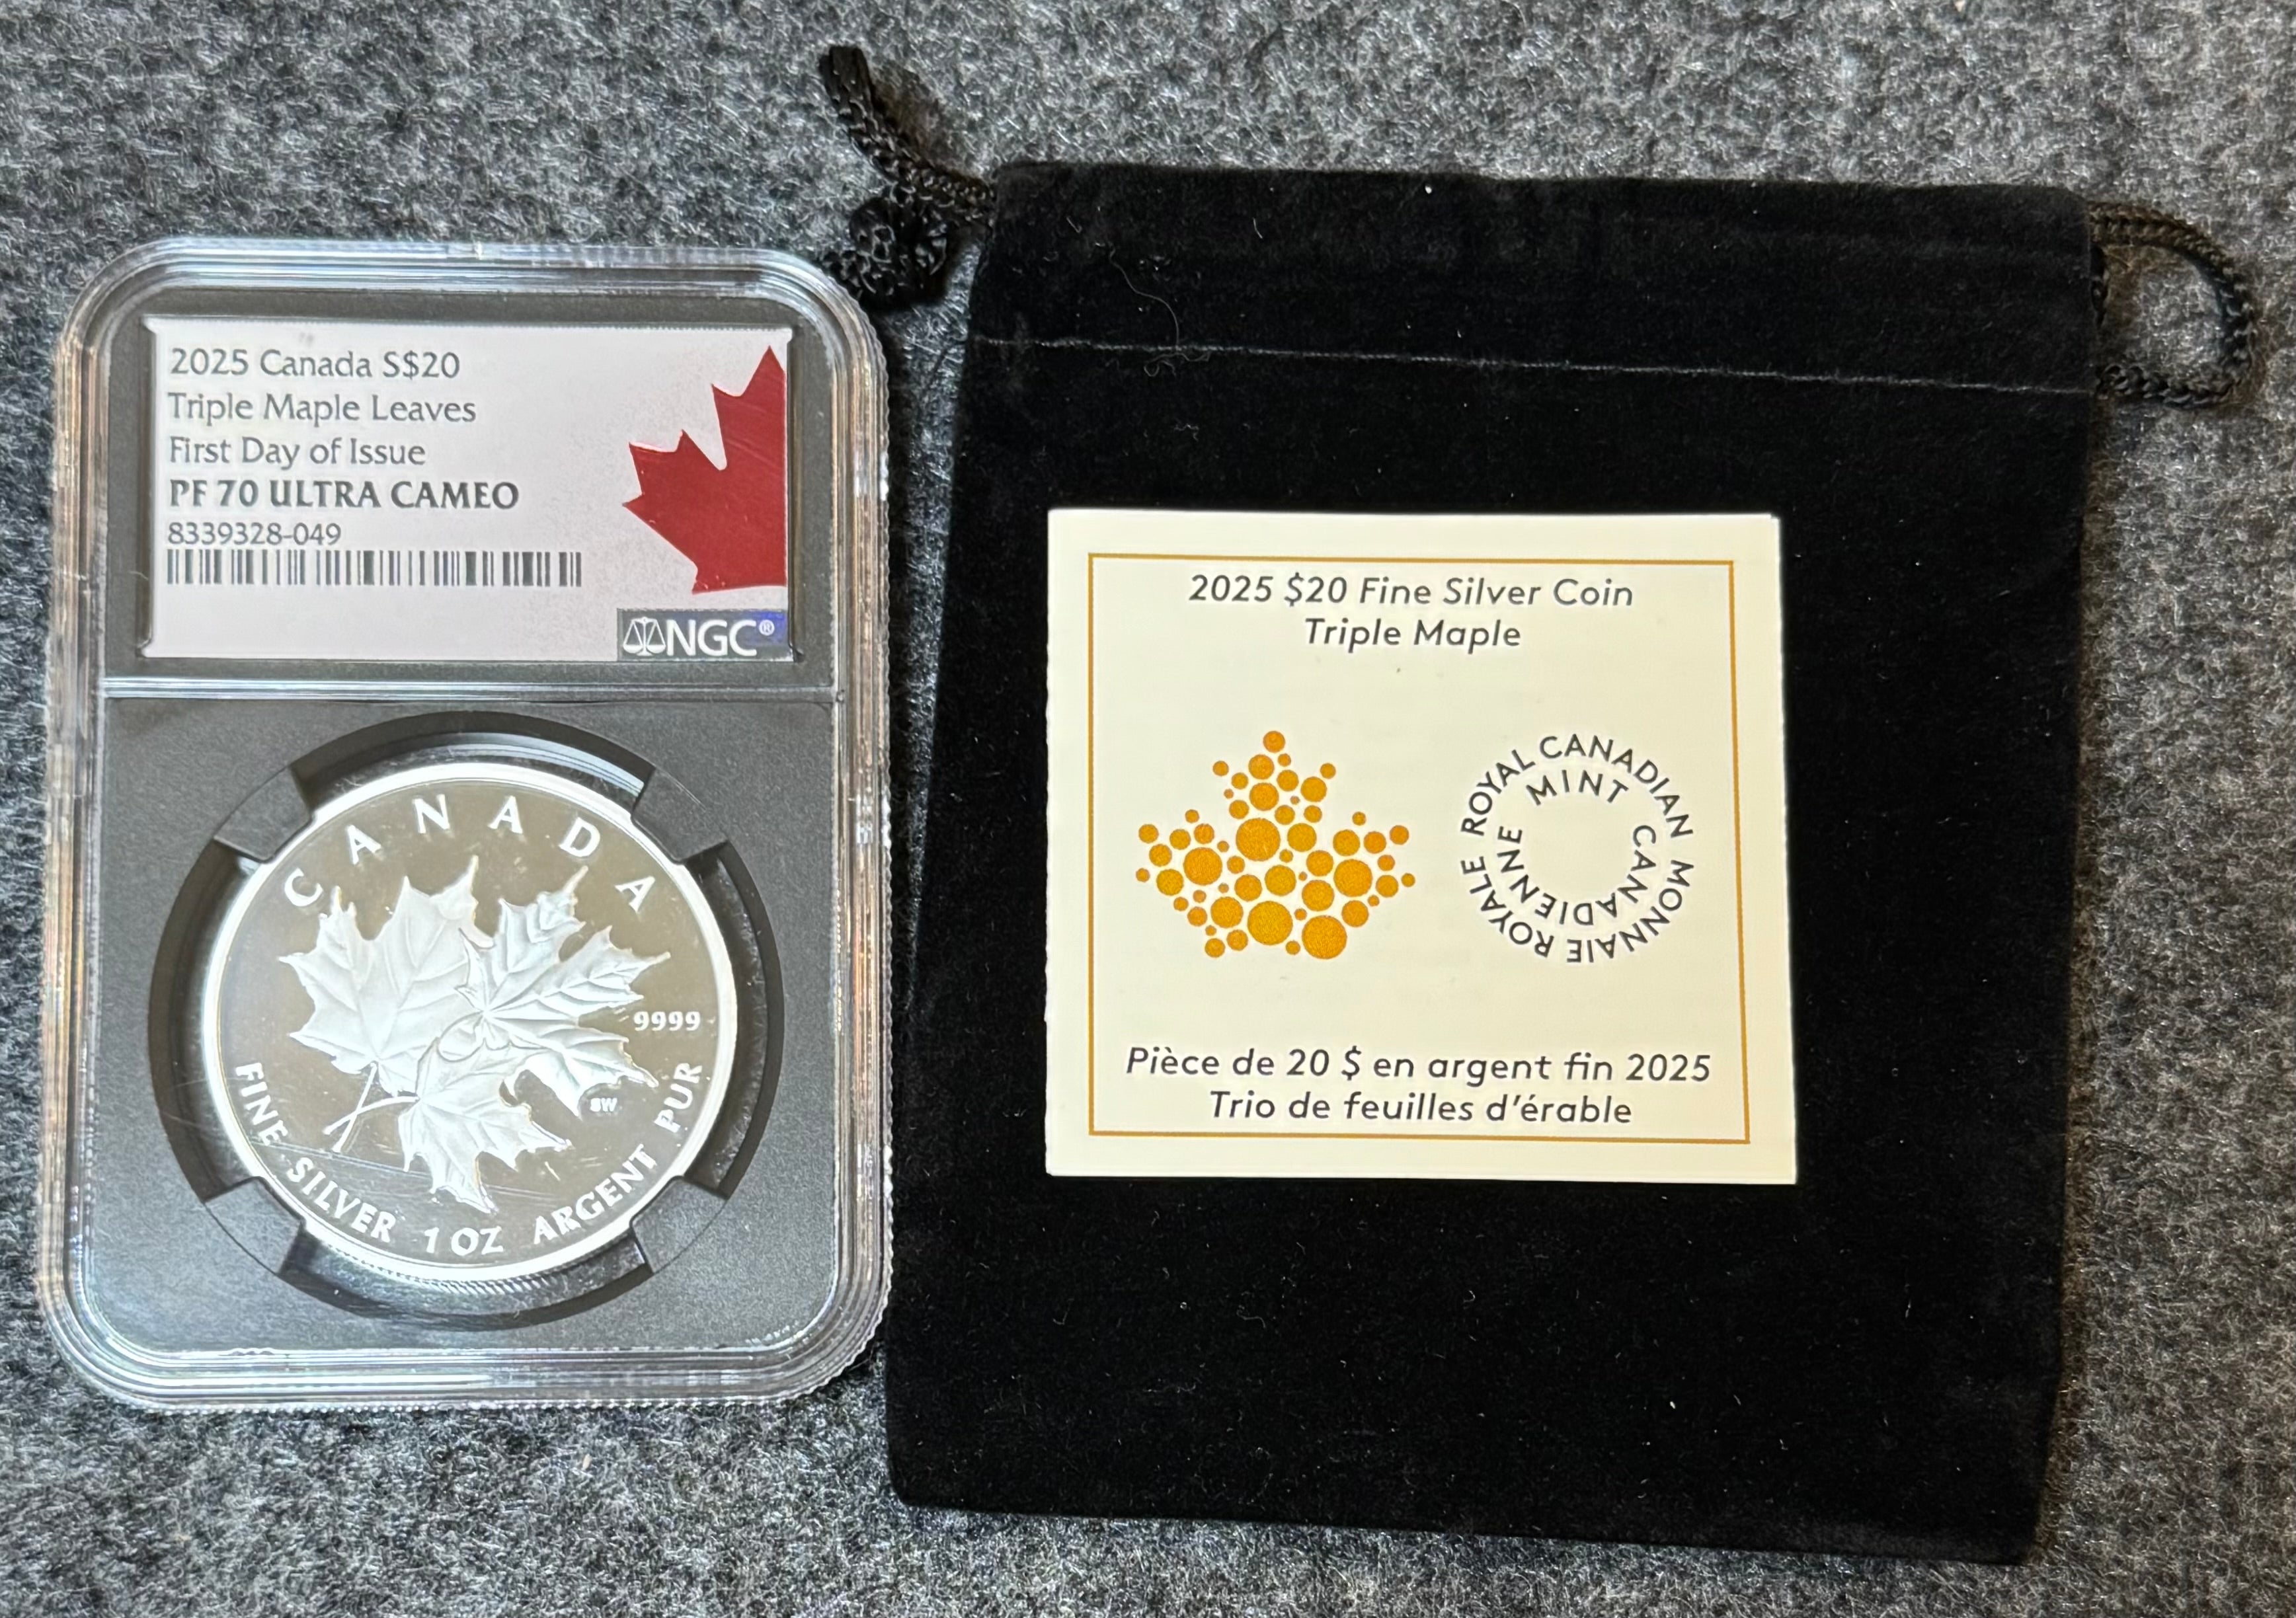 2025 Canada S$20
Triple Maple Leaves
First Day of Issue
PF 70 ULTRA CAMEO
8339328-049
NGC®
CANADA
9999
SW
FINE SILVER 1 OZ ARGENT PUR
2025 $20 Fine Silver Coin
Triple Maple
ROYAL CANADIAN MINT
MONNAIE ROYALE CANADIENNE
Pièce de 20 $ en argent fin 2025
Trio de feuilles d'érable